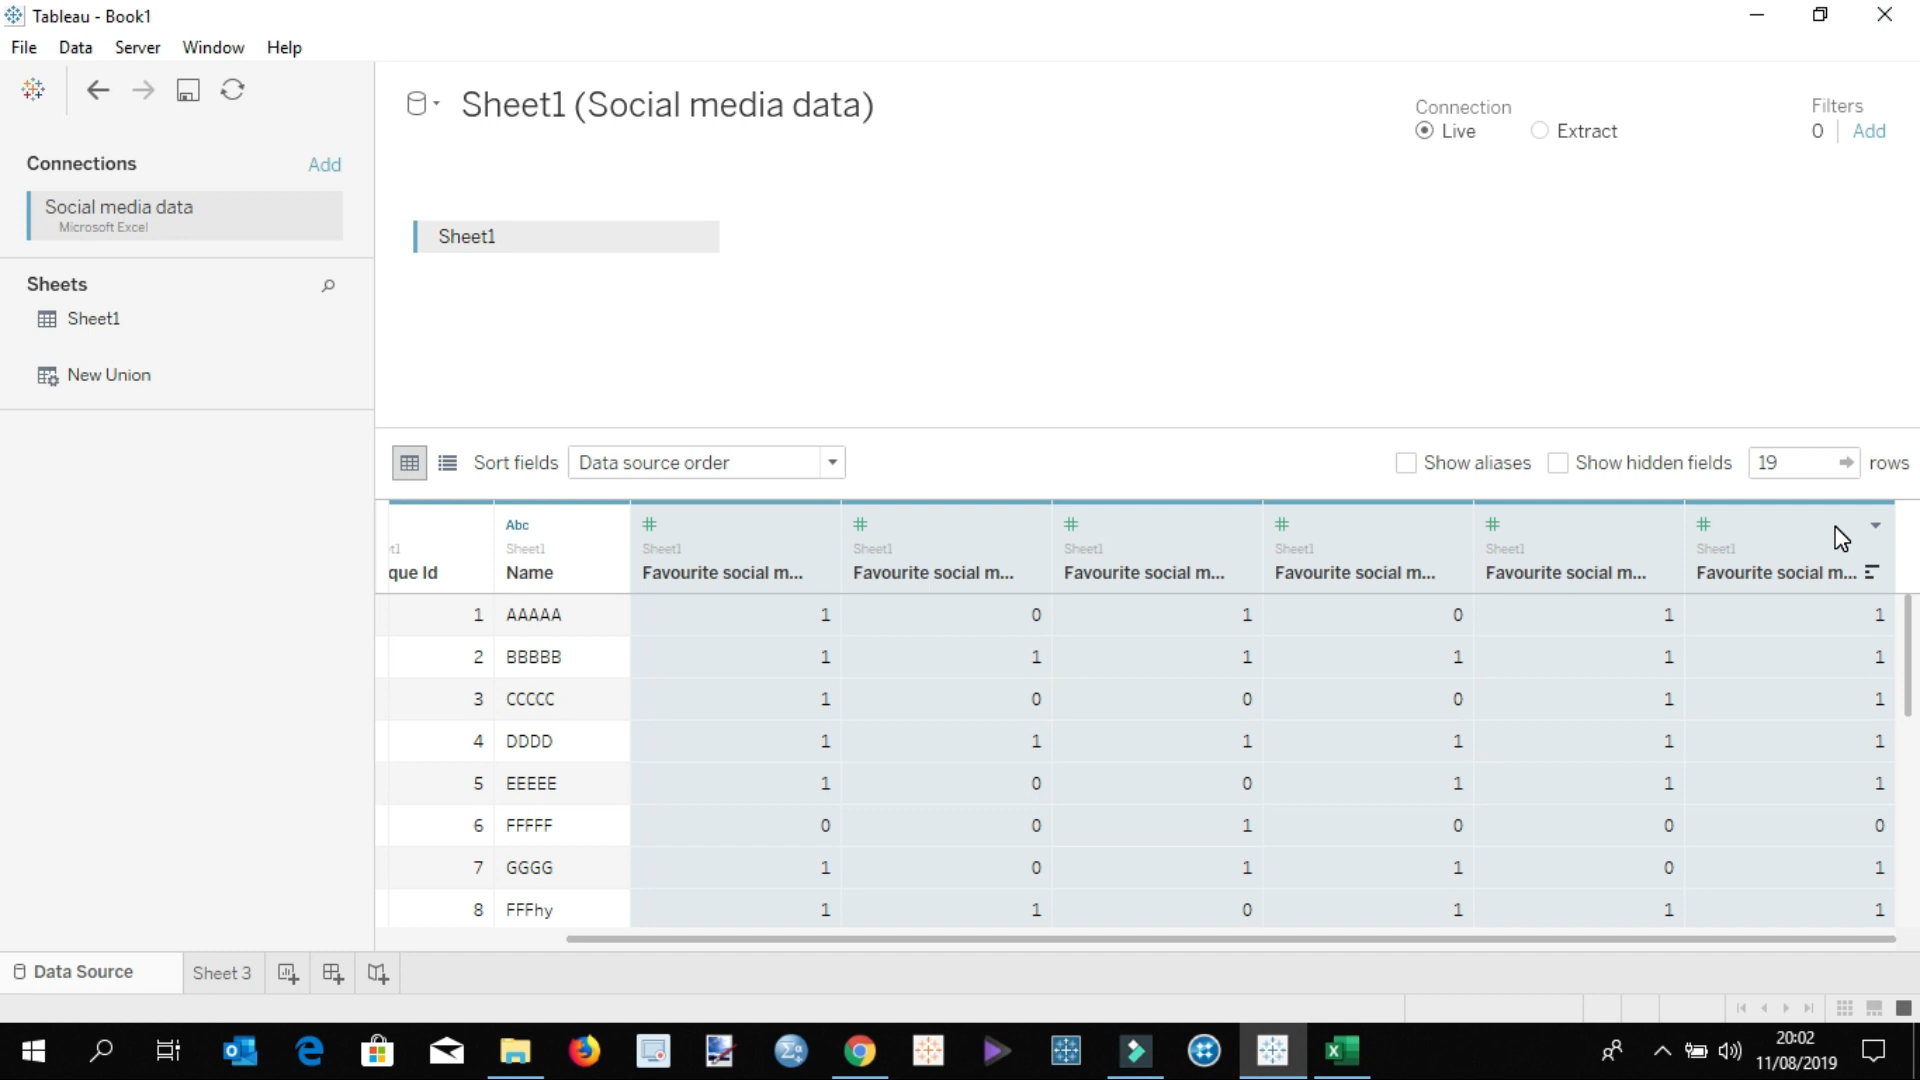 Tableau - Book1
File Data Server Window Help
Sheet1 (Social media data)
Connection
Live Extract
Filters
0 Add
Connections Add
Social media data
Microsoft Excel
Sheets
Sheet1
New Union
Sheet1
Sort fields Data source order Show aliases Show hidden fields 19 rows
Abc # # # # # #
t1 Sheet1 Sheet1 Sheet1 Sheet1 Sheet1 Sheet1 Sheet1
que Id Name Favourite social m... Favourite social m... Favourite social m... Favourite social m... Favourite social m... Favourite social m...
1 AAAAA 1 0 1 0 1 1
2 BBBBB 1 1 1 1 1 1
3 CCCCC 1 0 0 0 1 1
4 DDDD 1 1 1 1 1 1
5 EEEEE 1 0 0 1 1 1
6 FFFFF 0 0 1 0 0 0
7 GGGG 1 0 1 1 0 1
8 FFFhy 1 1 0 1 1 1
Data Source Sheet 3
20:02
11/08/2019